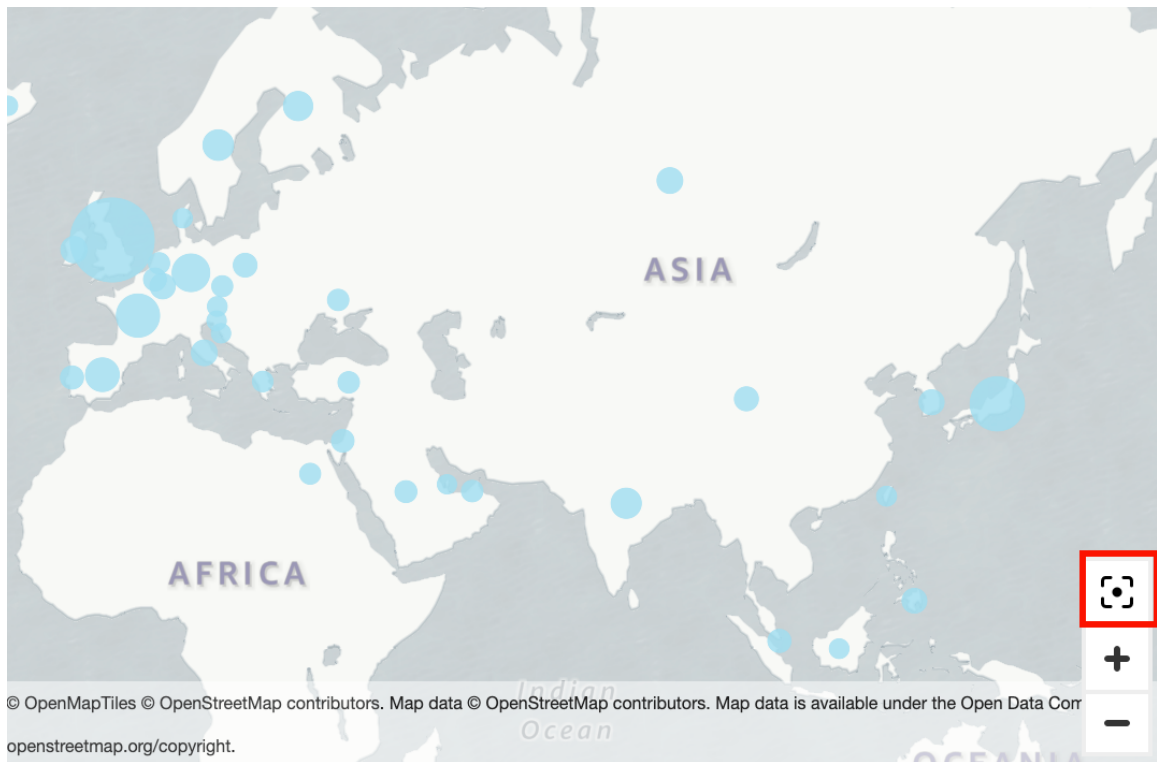 ASIA
AFRICA
Indian
© OpenMapTiles © OpenStreetMap contributors. Map data © OpenStreetMap contributors. Map data is available under the Open Data Com
Ocean
openstreetmap.org/copyright.
OCEANIA